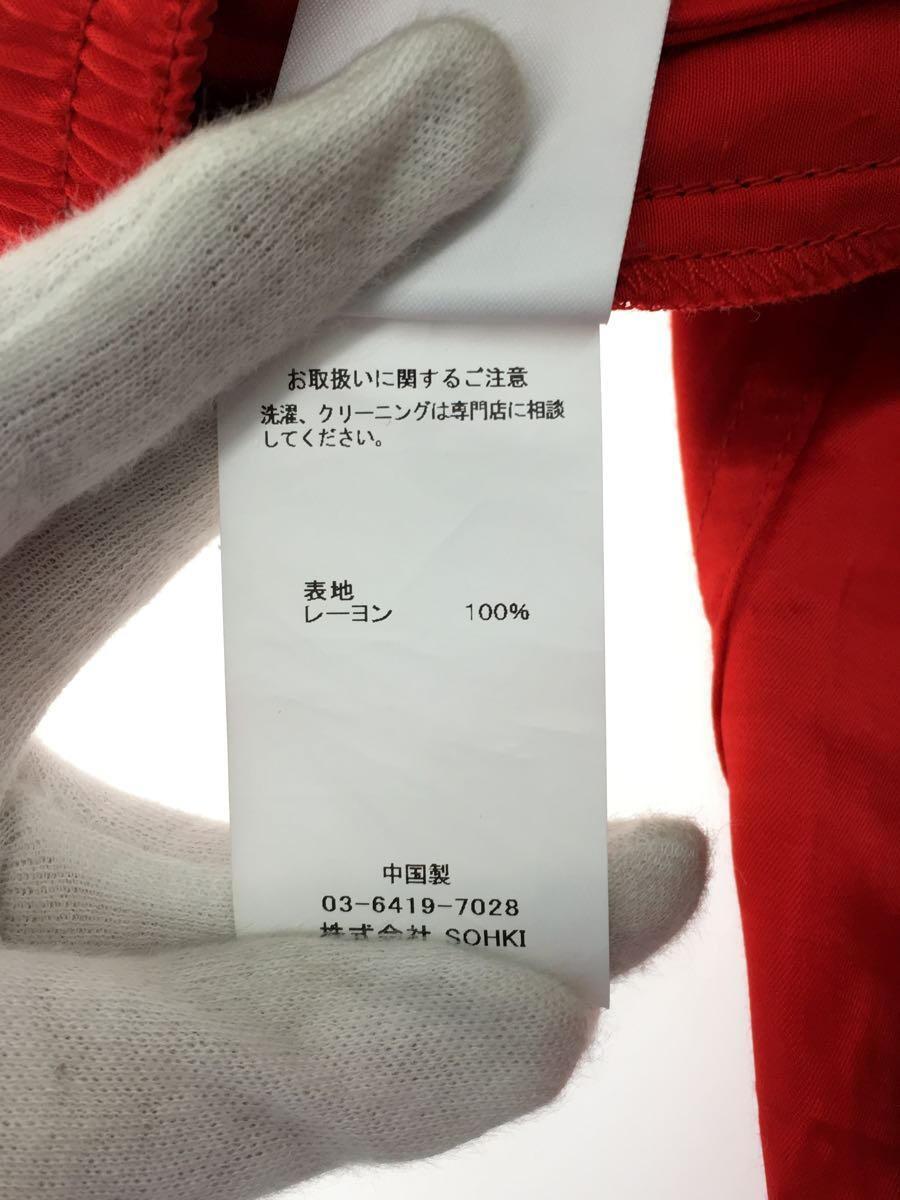 お取扱いに関するご注意
洗濯、クリーニングは専門店に相談
してください。
表地
レーヨン 100%
中国製
03-6419-7028
株式会社 SOHKI